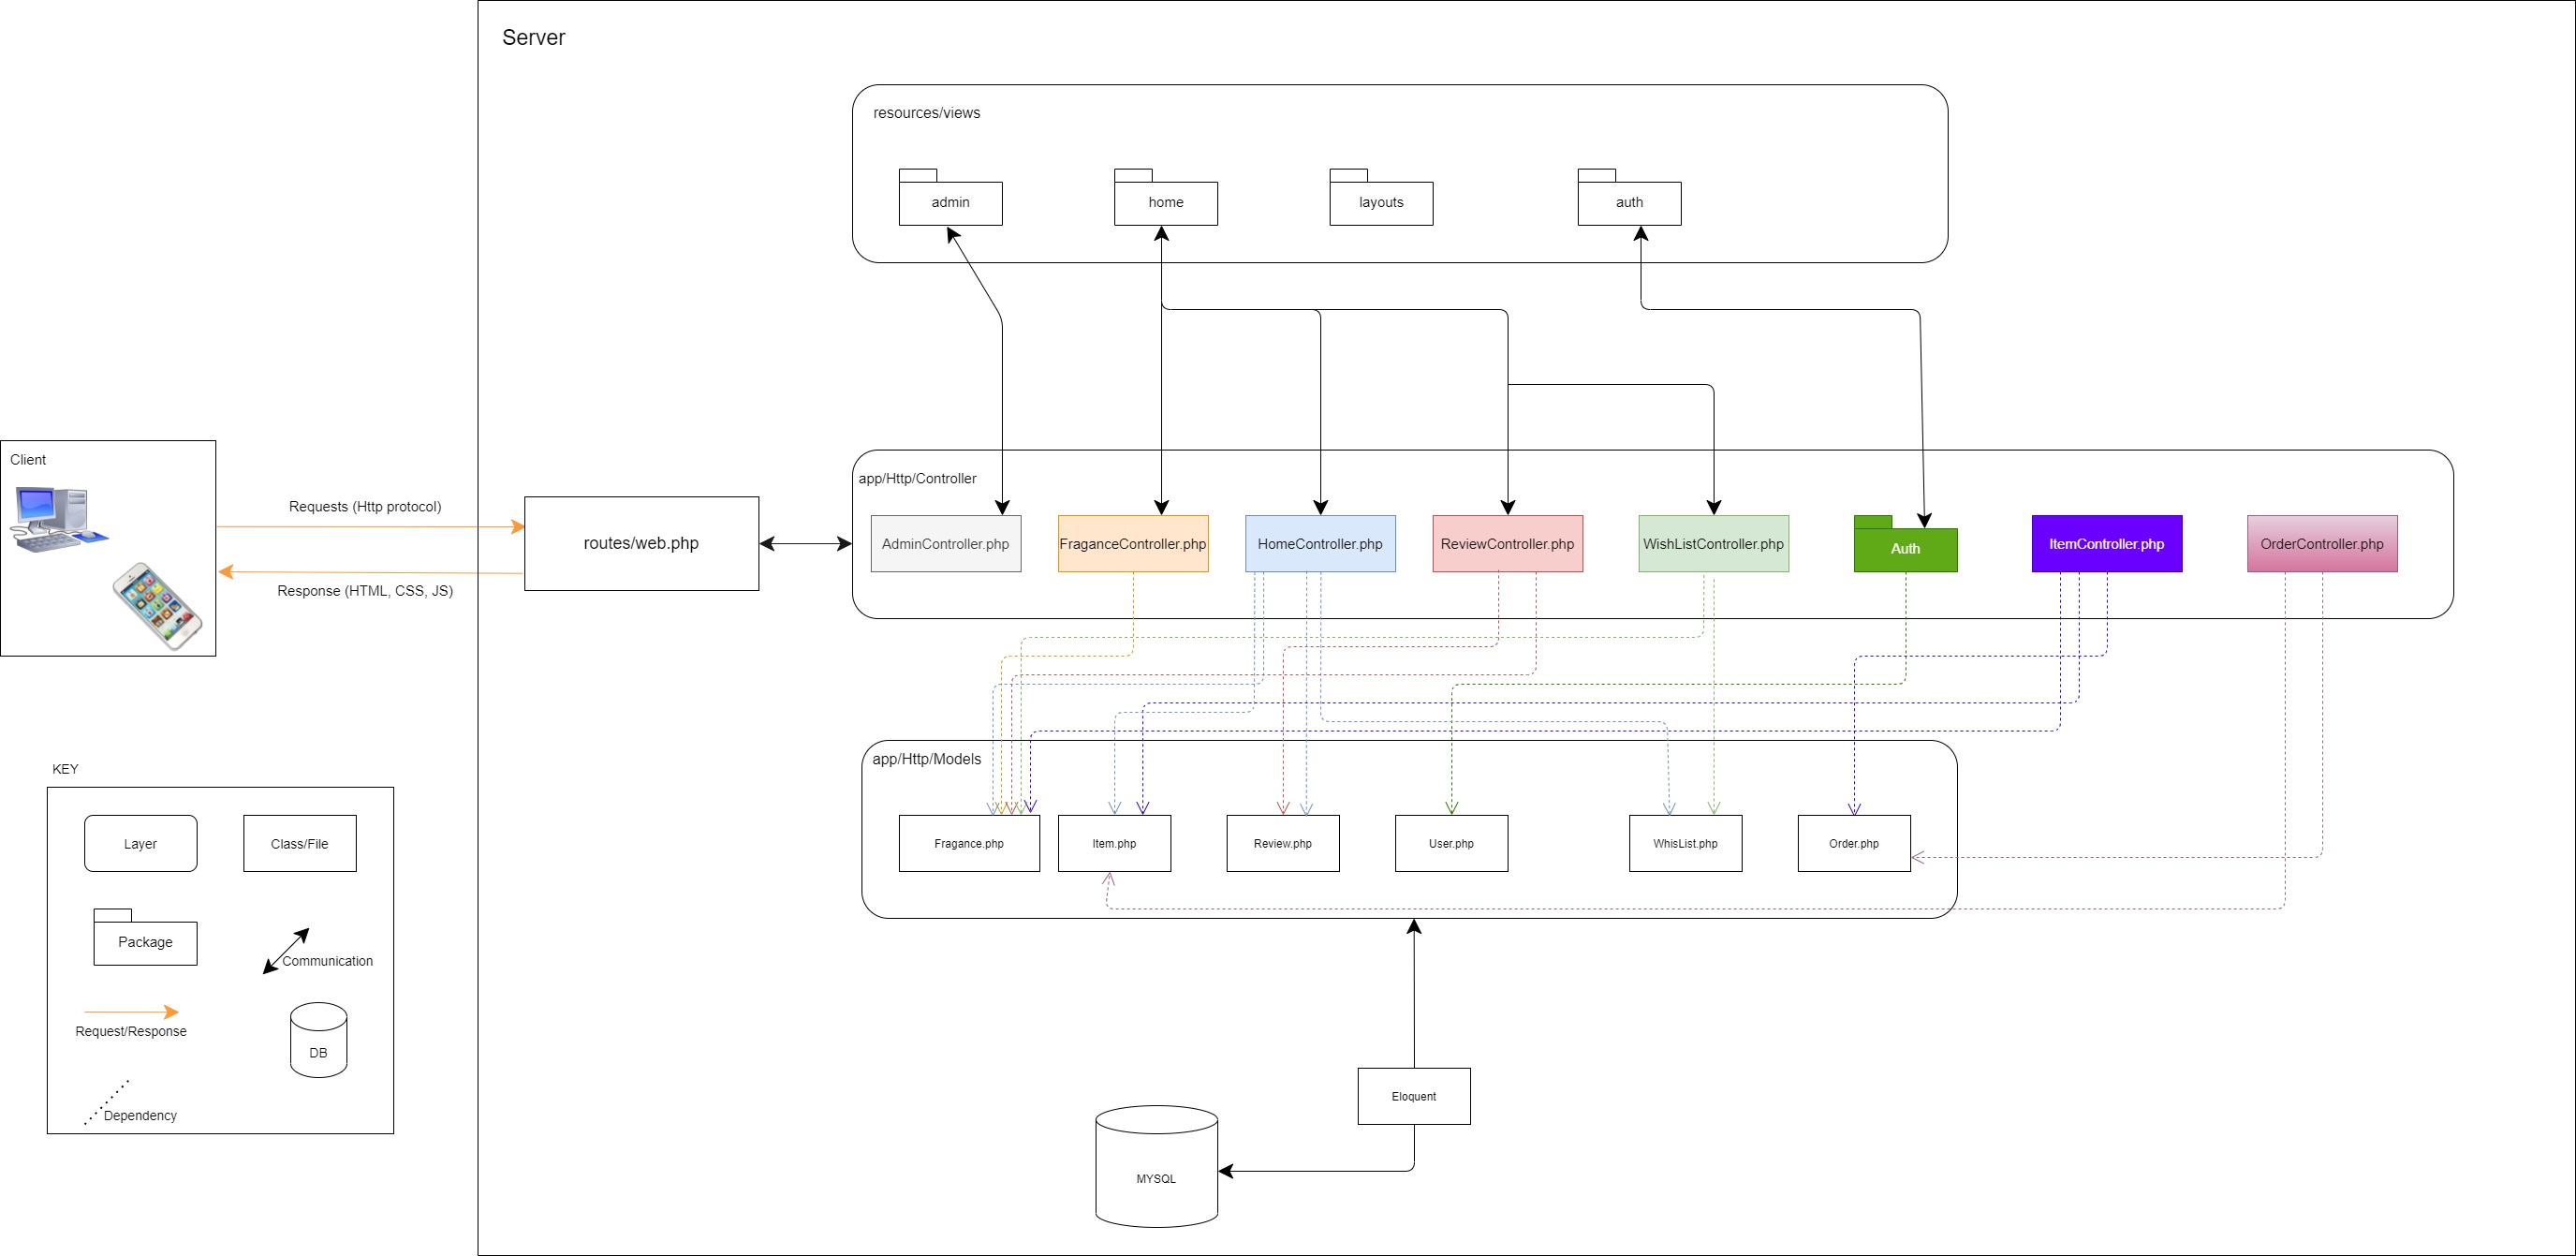 Server
resources/views
admin
home
layouts
auth
Client
Requests (Http protocol)
Response (HTML, CSS, JS)
routes/web.php
app/Http/Controller
AdminController.php
FraganceController.php
HomeController.php
ReviewController.php
WishListController.php
Auth
ItemController.php
OrderController.php
app/Http/Models
Fragance.php
Item.php
Review.php
User.php
WhisList.php
Order.php
KEY
Layer
Class/File
Package
Communication
Request/Response
DB
Dependency
Eloquent
MYSQL